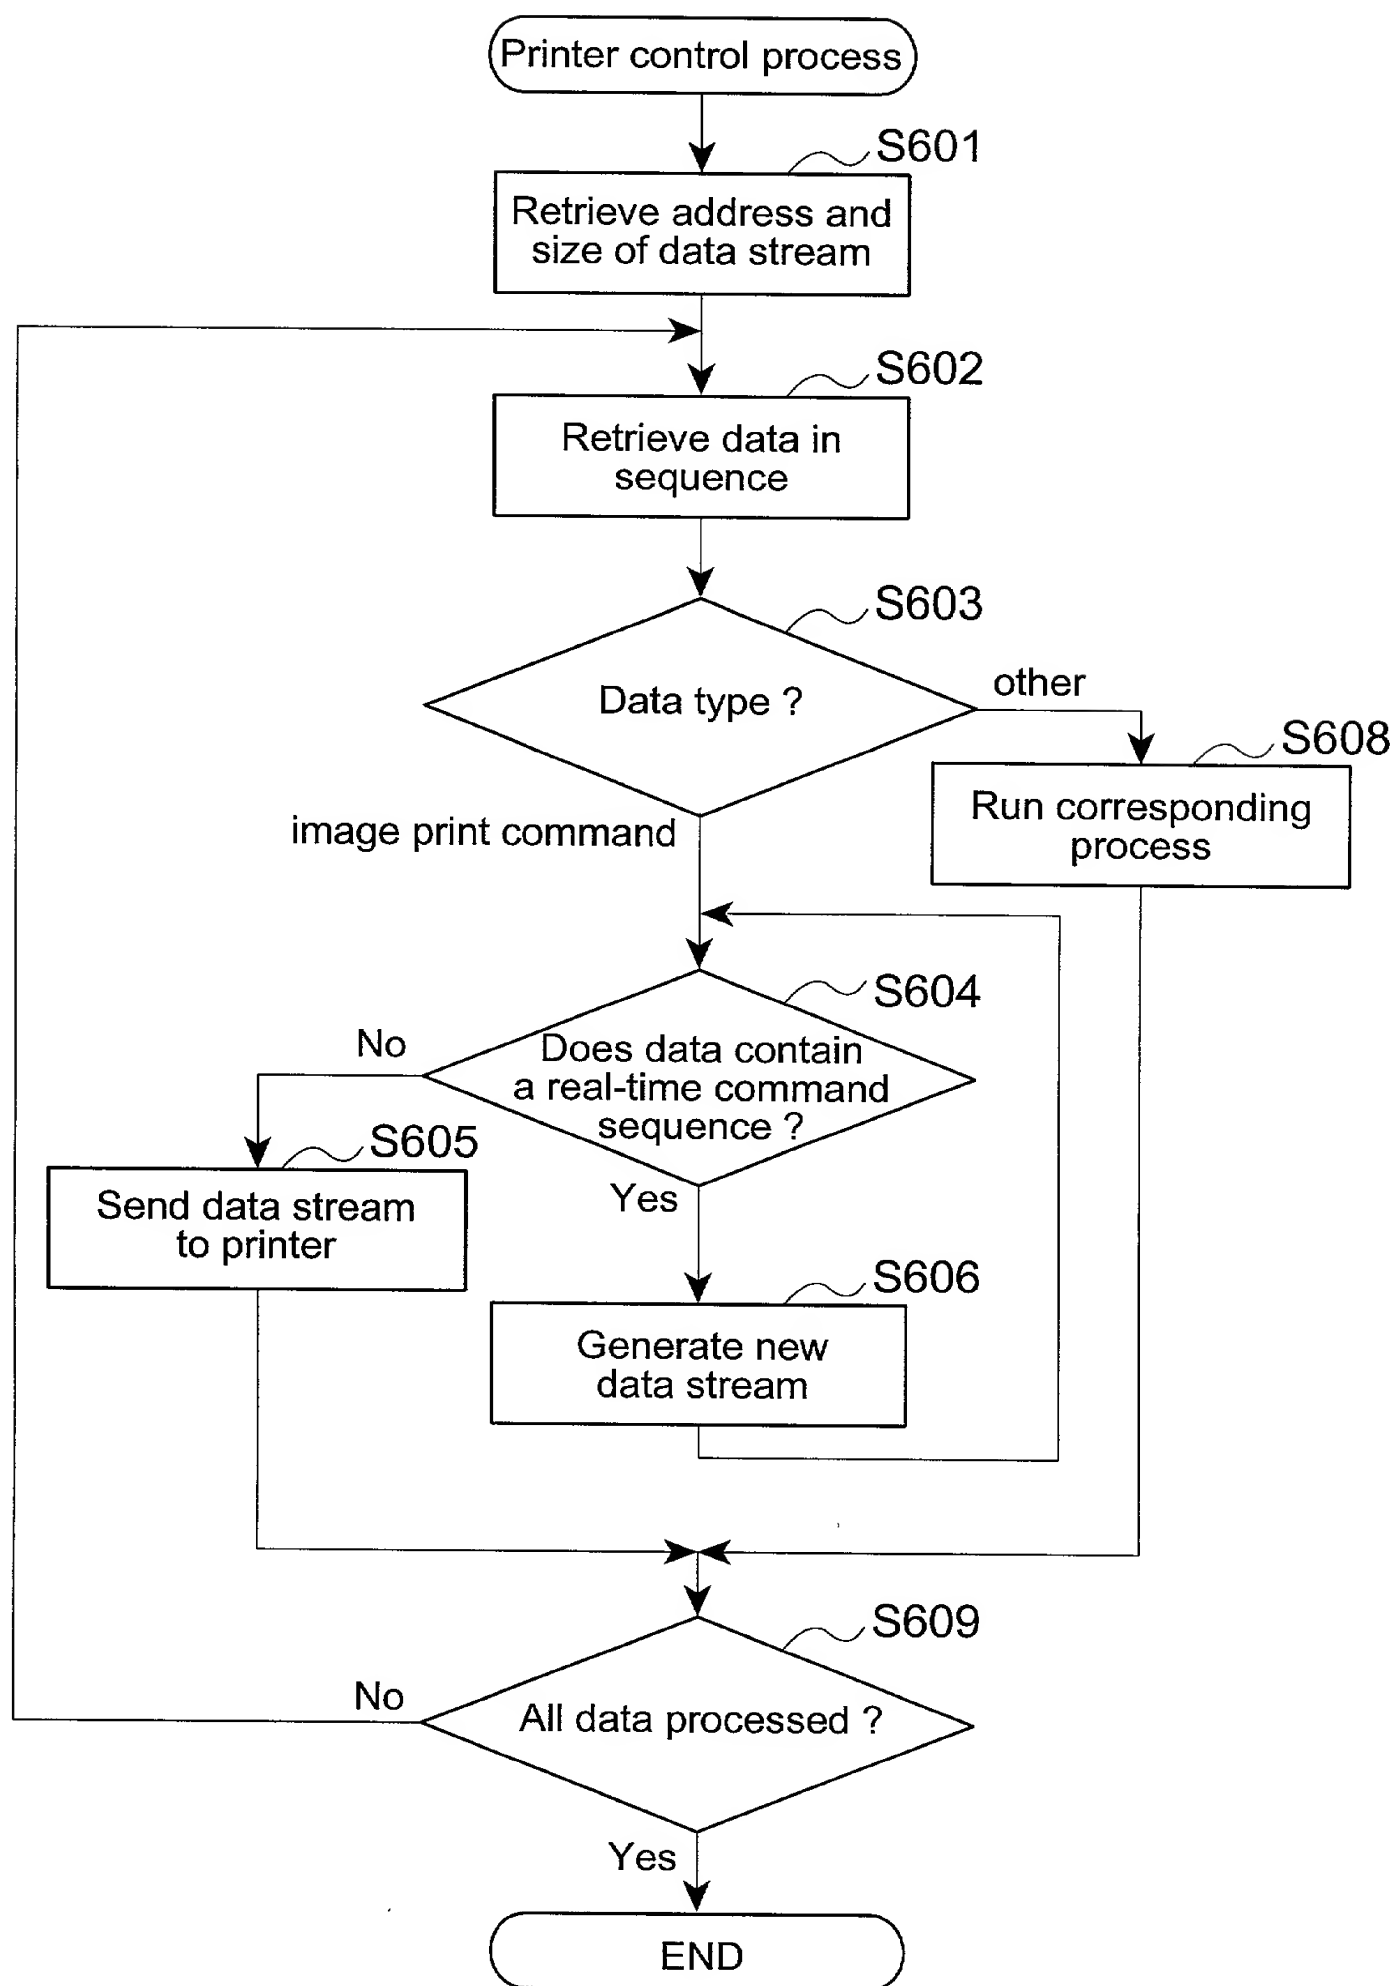 Printer control process
S601
Retrieve address and
size of data stream
S602
Retrieve data in
sequence
S603
Data type ?
other
S608
Run corresponding
process
image print command
S604
No
Does data contain
a real-time command
sequence ?
S605
Send data stream
to printer
Yes
S606
Generate new
data stream
S609
No
All data processed ?
Yes
END